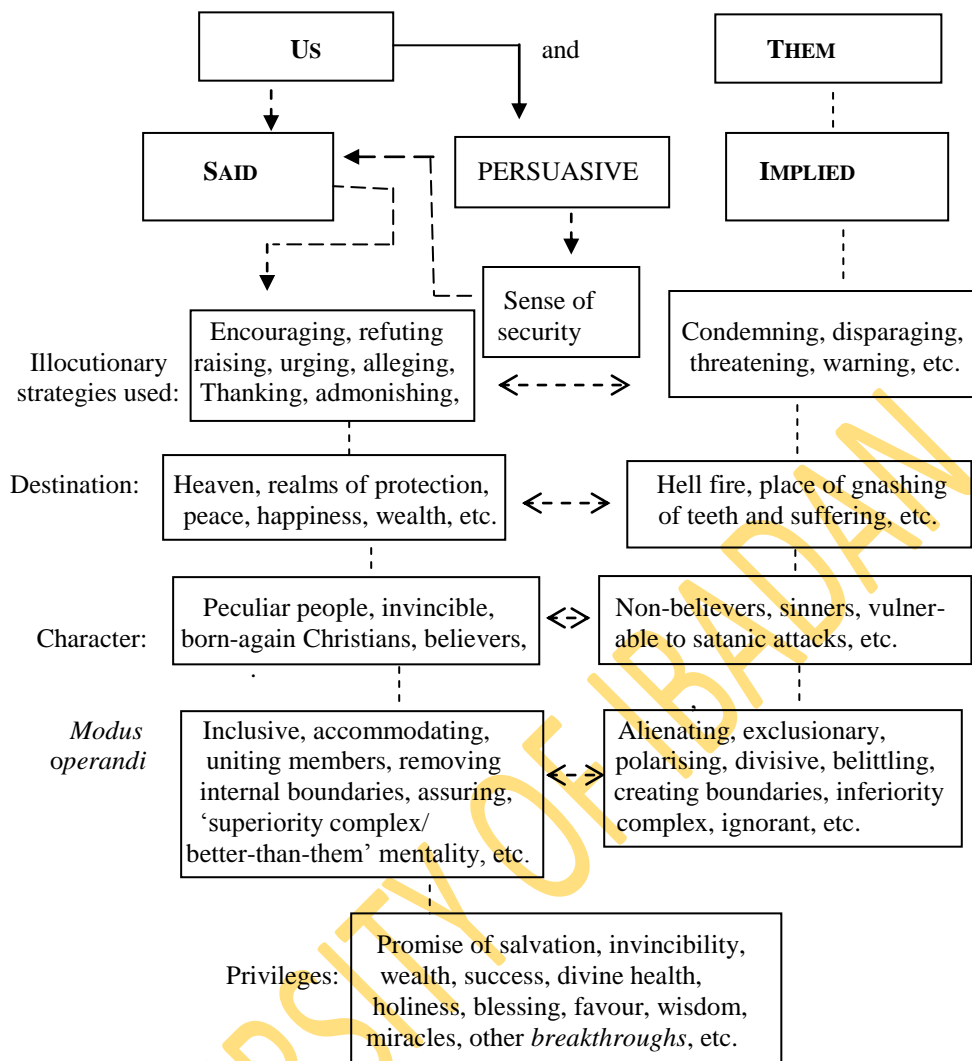 US and THEM
SAID PERSUASIVE IMPLIED
Sense of
security
Illocutionary
strategies used:
Encouraging, refuting
raising, urging, alleging,
Thanking, admonishing,
Condemning, disparaging,
threatening, warning, etc.
Destination:
Heaven, realms of protection,
peace, happiness, wealth, etc.
Hell fire, place of gnashing
of teeth and suffering, etc.
Character:
Peculiar people, invincible,
born-again Christians, believers,
.
Non-believers, sinners, vulner-
able to satanic attacks, etc.
Modus
operandi
Inclusive, accommodating,
uniting members, removing
internal boundaries, assuring,
‘superiority complex/
better-than-them’ mentality, etc.
Alienating, exclusionary,
polarising, divisive, belittling,
creating boundaries, inferiority
complex, ignorant, etc.
Privileges:
Promise of salvation, invincibility,
wealth, success, divine health,
holiness, blessing, favour, wisdom,
miracles, other breakthroughs, etc.
ERSITY OF IBADAN